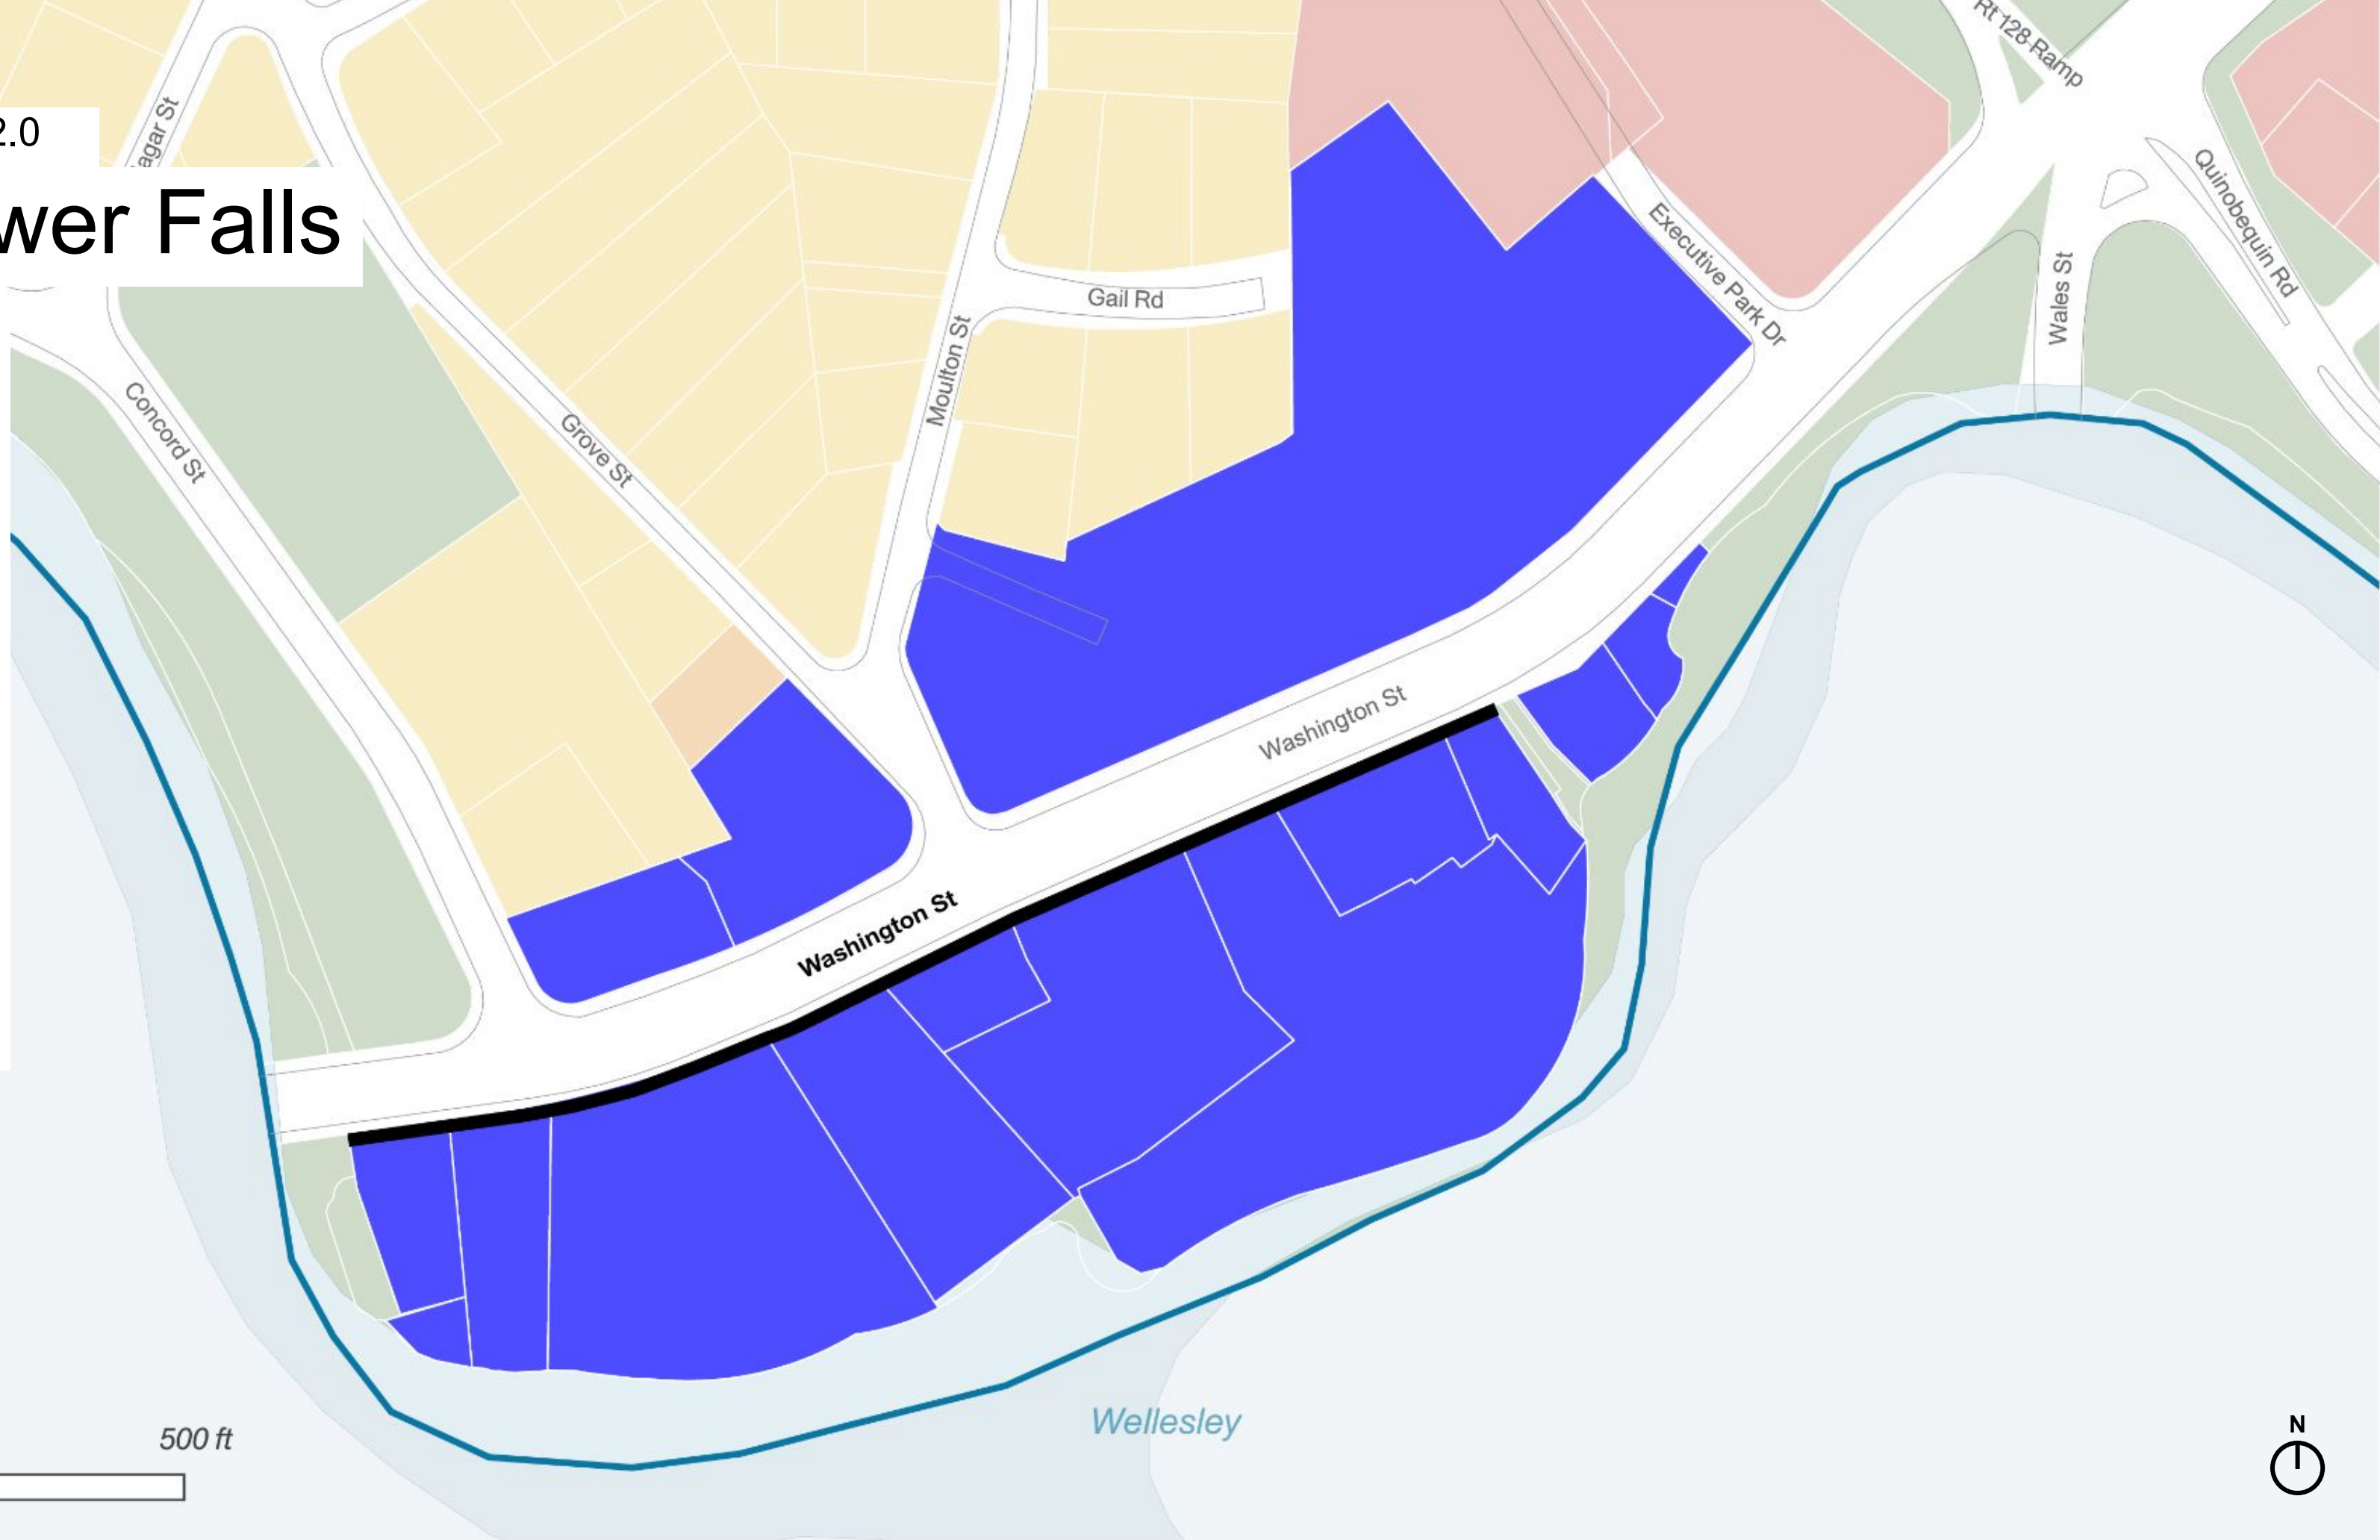 2.0
wer Falls
agar St
Rt 128 Ramp
Quinobequin Rd
Executive Park Dr
Wales St
Gail Rd
Moulton St
Concord St
Grove St
Washington St
Washington St
Wellesley
500 ft
N